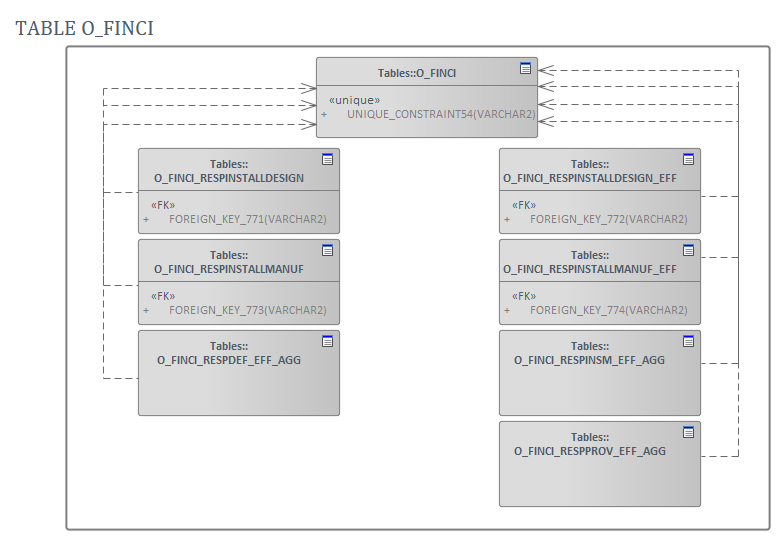 TABLE O_FINCI
Tables::O_FINCI
«unique»
+ UNIQUE_CONSTRAINT54(VARCHAR2)
Tables::
O_FINCI_RESPINSTALLDESIGN
«FK»
+ FOREIGN_KEY_771(VARCHAR2)
Tables::
O_FINCI_RESPINSTALLDESIGN_EFF
«FK»
+ FOREIGN_KEY_772(VARCHAR2)
Tables::
O_FINCI_RESPINSTALLMANUF
«FK»
+ FOREIGN_KEY_773(VARCHAR2)
Tables::
O_FINCI_RESPINSTALLMANUF_EFF
«FK»
+ FOREIGN_KEY_774(VARCHAR2)
Tables::
O_FINCI_RESPDEF_EFF_AGG
Tables::
O_FINCI_RESPINSM_EFF_AGG
Tables::
O_FINCI_RESPPROV_EFF_AGG